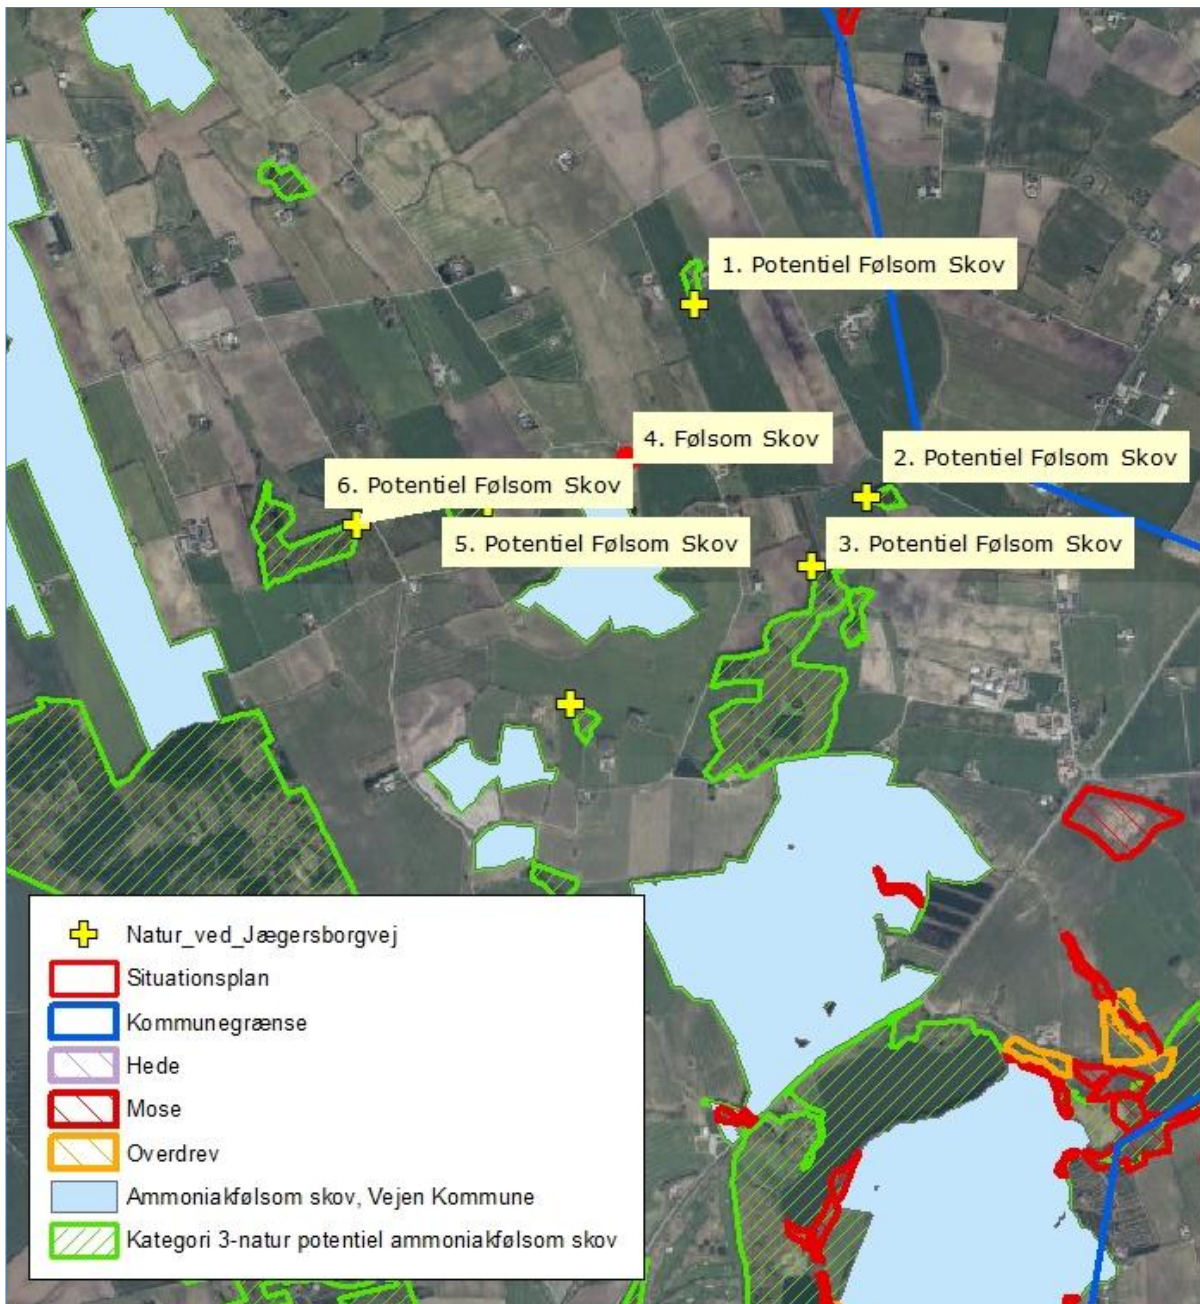 1. Potentiel Følsom Skov
4. Følsom Skov
2. Potentiel Følsom Skov
6. Potentiel Følsom Skov
5. Potentiel Følsom Skov
3. Potentiel Følsom Skov
Natur_ved_Jægersborgvej
Situationsplan
Kommunegrænse
Hede
Mose
Overdrev
Ammoniakfølsom skov, Vejen Kommune
Kategori 3-natur potentiel ammoniakfølsom skov